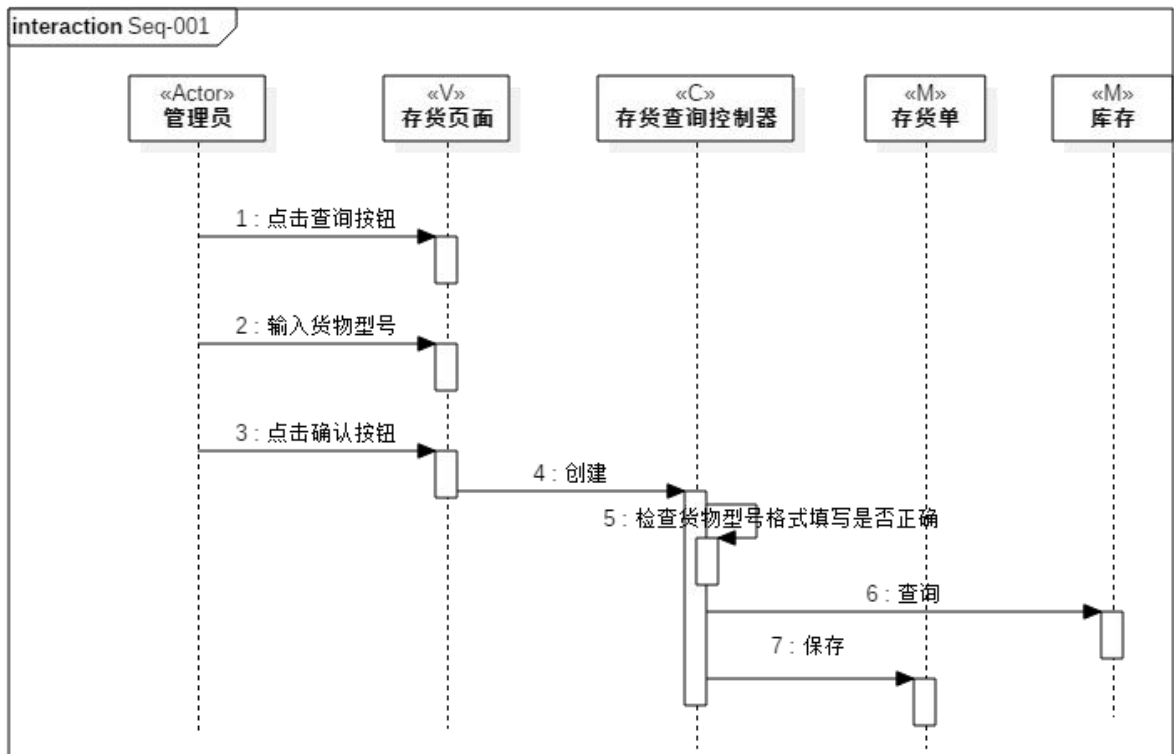 interaction Seq-001
«Actor»
管理员
«V»
存货页面
«C»
存货查询控制器
«M»
存货单
«M»
库存
1 : 点击查询按钮
2 : 输入货物型号
3 : 点击确认按钮
4 : 创建
5 : 检查货物型号格式填写是否正确
6 : 查询
7 : 保存